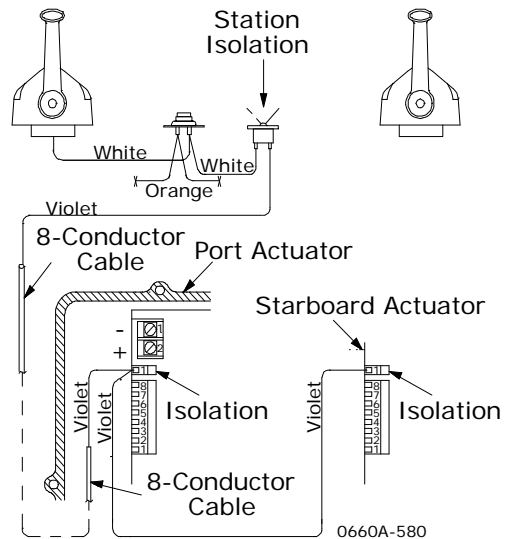 Station
Isolation
White
White
Orange
Violet
8-Conductor
Cable
Port Actuator
Starboard Actuator
-
1
+
2
1
Isolation
1
Isolation
8
7
6
5
4
3
2
1
8
7
6
5
4
3
2
1
Violet
Violet
Violet
8-Conductor
Cable
0660A-580